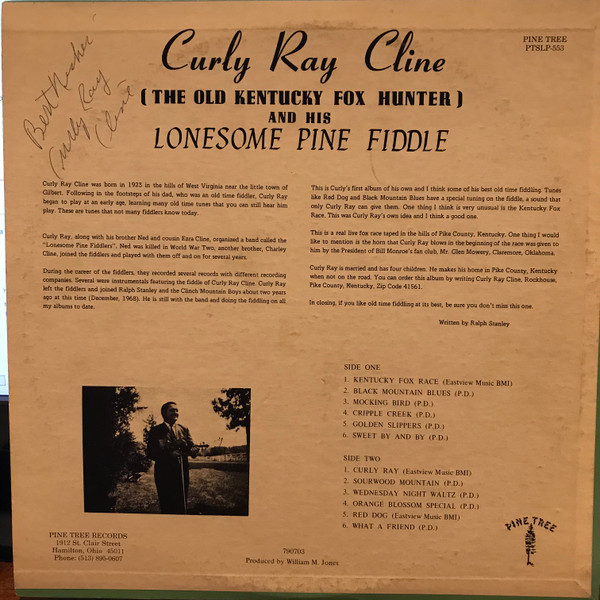 Best Wishes
Curly Ray
Cline
Curly Ray Cline
PINE TREE
PTSLP-553
(THE OLD KENTUCKY FOX HUNTER)
AND HIS
LONESOME PINE FIDDLE
Curly Ray Cline was born in 1923 in the hills of West Virginia near the little town of
Gilbert. Following in the footsteps of his dad, who was an old time fiddler, Curly Ray
began to play at an early age, learning many old time tunes that you can still hear him
play. These are tunes that not many fiddlers know today.
Curly Ray, along with his brother Ned and cousin Ezra Cline, organized a band called the
"Lonesome Pine Fiddlers", Ned was killed in World War Two, another brother, Charley
Cline, joined the fiddlers and played with them off and on for several years.
During the career of the fiddlers, they recorded several records with different recording
companies. Several were instrumentals featuring the fiddle of Curly Ray Cline. Curly Ray
left the fiddlers and joined Ralph Stanley and the Clinch Mountain Boys about two years
ago at this time (December, 1968). He is still with the band and doing the fiddling on all
my albums to date.
This is Curly's first album of his own and I think some of his best old time fiddling. Tunes
like Red Dog and Black Mountain Blues have a special tuning on the fiddle, a sound that
only Curly Ray can give them. One thing I think is very unusual is the Kentucky Fox
Race. This was Curly Ray's own idea and I think a good one.
This is a real live fox race taped in the hills of Pike County, Kentucky. One thing I would
like to mention is the horn that Curly Ray blows in the beginning of the race was given to
him by the President of Bill Monroe's fan club, Mr. Glen Mowery, Claremore, Oklahoma.
Curly Ray is married and has four children. He makes his home in Pike County, Kentucky
when not on the road. You can order this album by writing Curly Ray Cline, Rockhouse,
Pike County, Kentucky, Zip Code 41561.
In closing, if you like old time fiddling at its best, be sure you don't miss this one.
Written by Ralph Stanley
SIDE ONE
1. KENTUCKY FOX RACE (Eastview Music BMI)
2. BLACK MOUNTAIN BLUES (P.D.)
3. MOCKING BIRD (P.D.)
4. CRIPPLE CREEK (P.D.)
5. GOLDEN SLIPPERS (P.D.)
6. SWEET BY AND BY (P.D.)
SIDE TWO
1. CURLY RAY (Eastview Music BMI)
2. SOURWOOD MOUNTAIN (P.D.)
3. WEDNESDAY NIGHT WALTZ (P.D.)
4. ORANGE BLOSSOM SPECIAL (P.D.)
5. RED DOG (Eastview Music BMI)
6. WHAT A FRIEND (P.D.)
PINE TREE RECORDS
1912 St. Clair Street
Hamilton, Ohio 45011
Phone: (513) 895-0607
790703
Produced by William M. Jones
PINE TREE